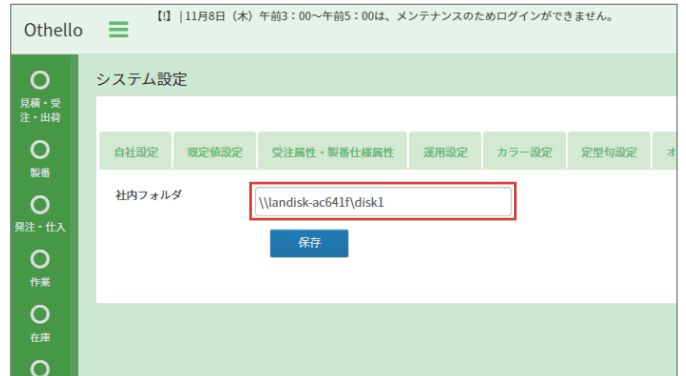 【!】 | 11月8日（木）午前3：00～午前5：00は、メンテナンスのためログインができません。
Othello
システム設定
見積・受
注・出荷
製番
発注・仕入
作業
在庫
自社設定 既定値設定 受注属性・製番仕様属性 運用設定 カラー設定 定型句設定 オ
社内フォルダ \\landisk-ac641f\disk1
保存